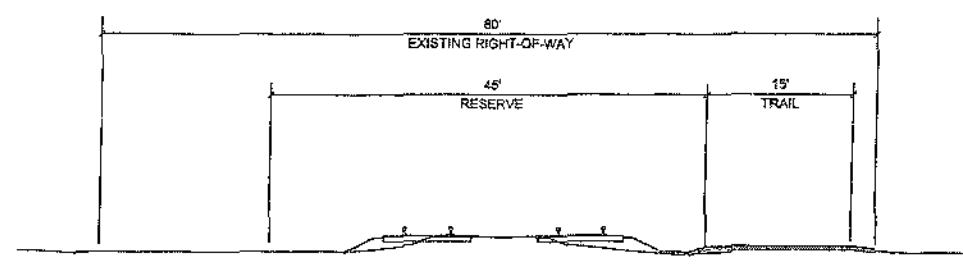 80'
EXISTING RIGHT-OF-WAY
45'
RESERVE
15'
TRAIL